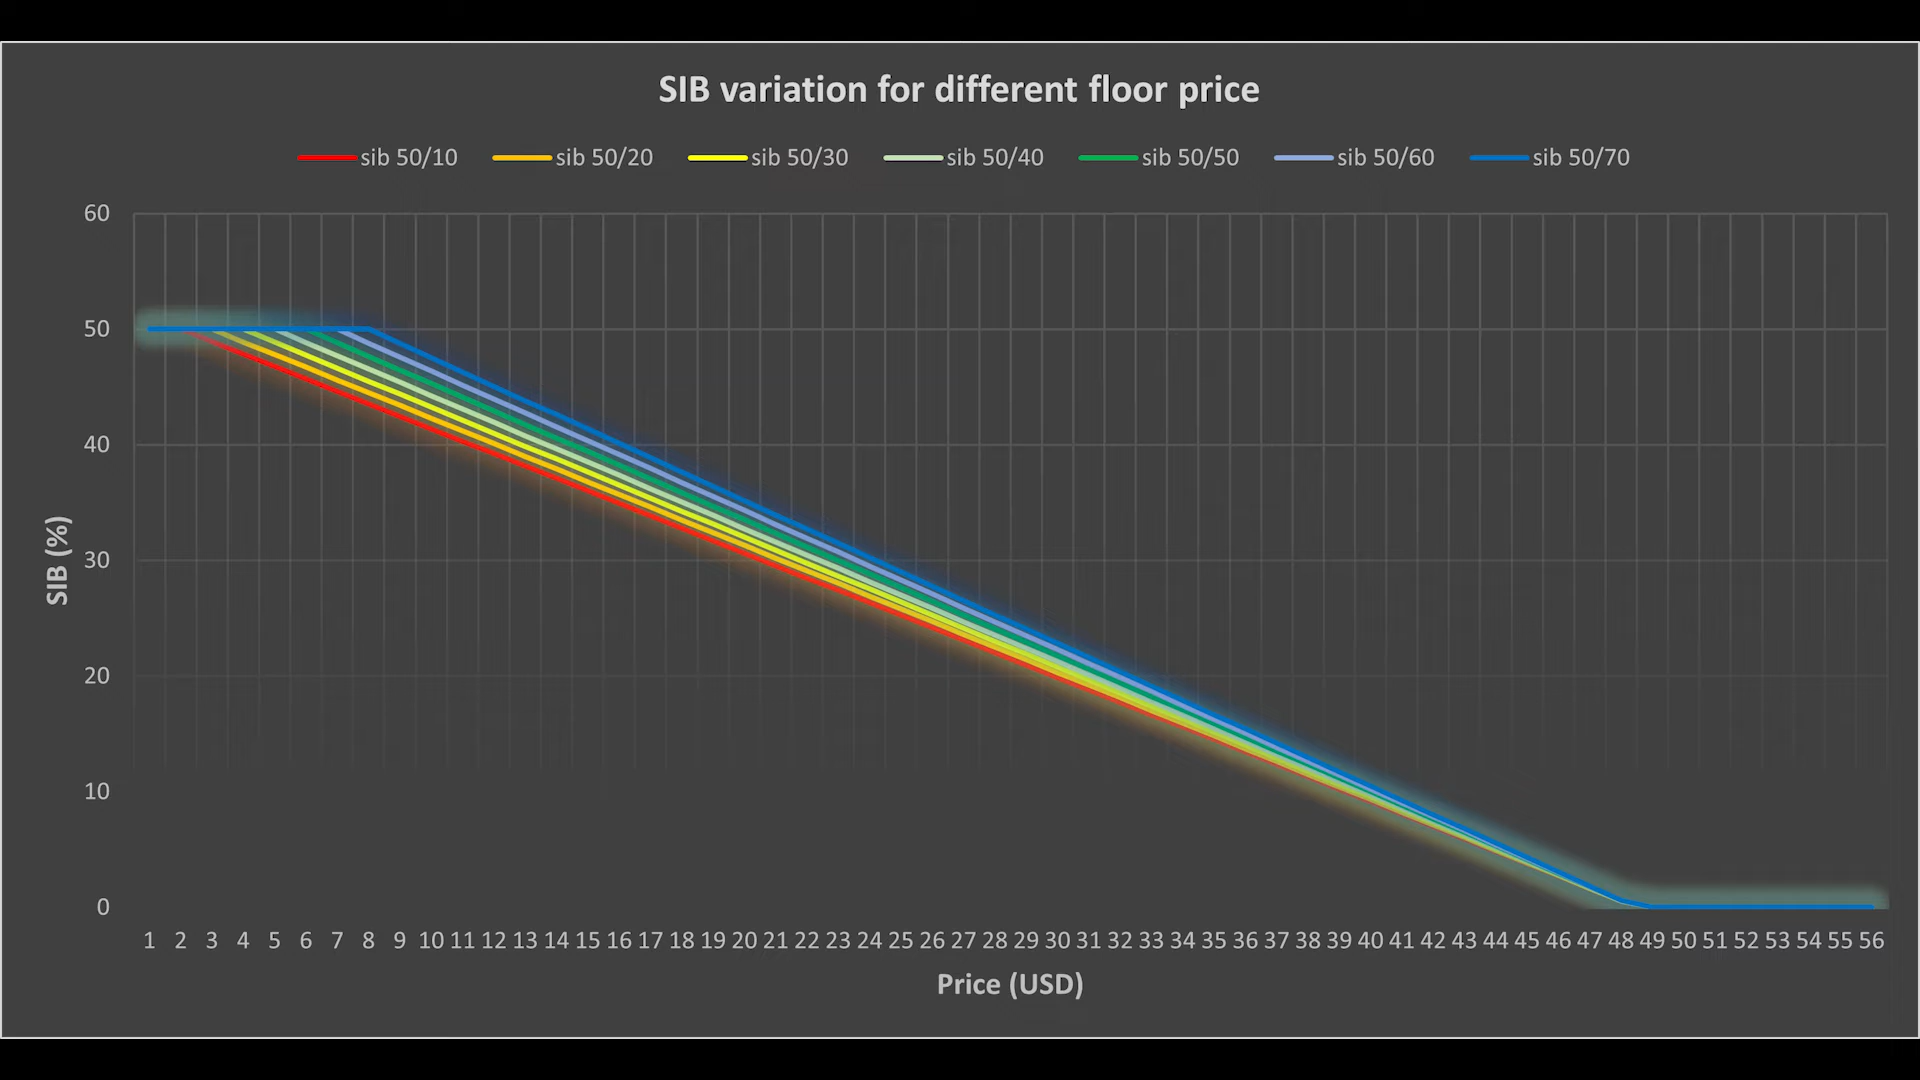 SIB variation for different floor price
sib 50/10 sib 50/20 sib 50/30 sib 50/40 sib 50/50 sib 50/60 sib 50/70
60
50
40
30
20
10
0
SIB (%)
1 2 3 4 5 6 7 8 9 10 11 12 13 14 15 16 17 18 19 20 21 22 23 24 25 26 27 28 29 30 31 32 33 34 35 36 37 38 39 40 41 42 43 44 45 46 47 48 49 50 51 52 53 54 55 56
Price (USD)